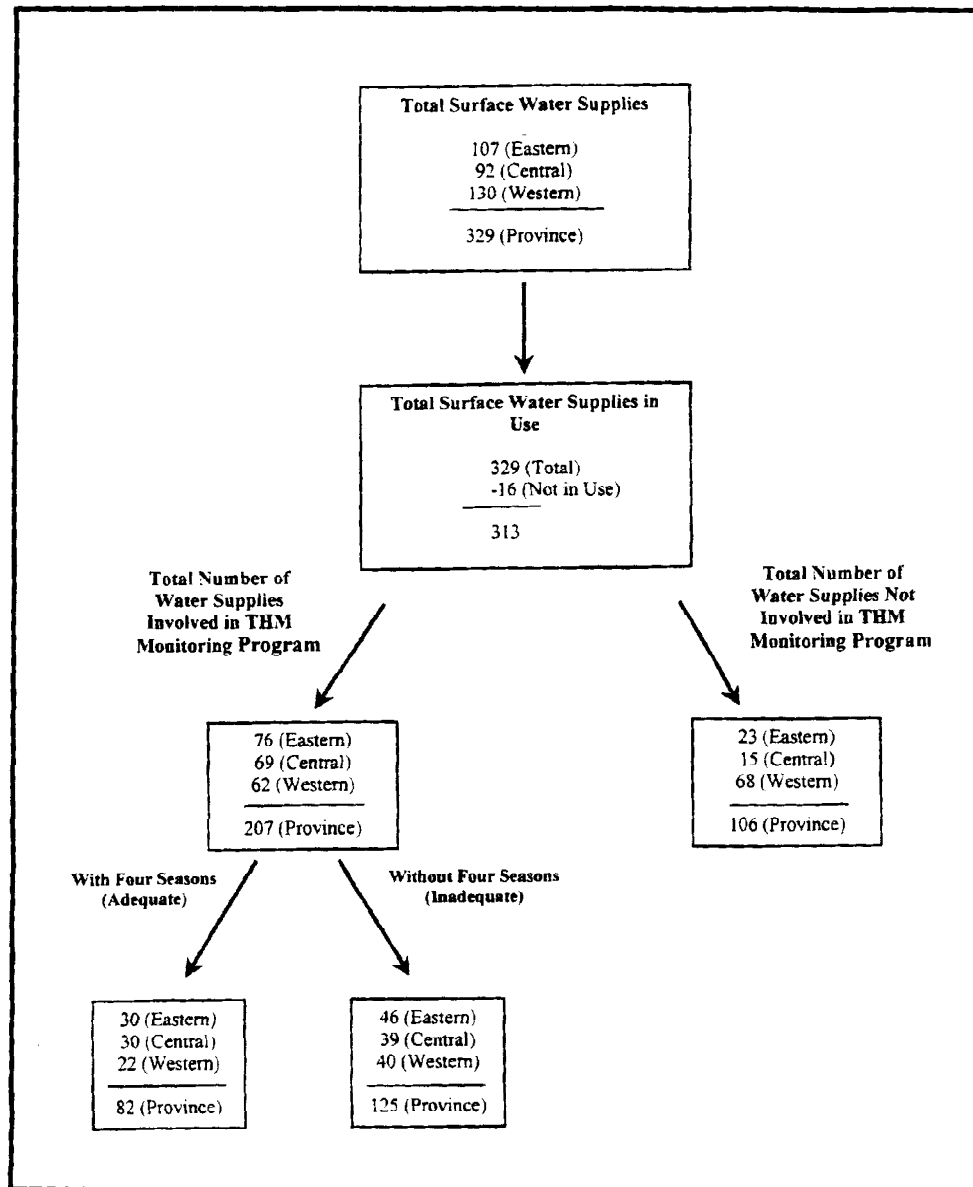 Total Surface Water Supplies
107 (Eastern)
92 (Central)
130 (Western)
329 (Province)
Total Surface Water Supplies in
Use
329 (Total)
-16 (Not in Use)
313
Total Number of
Water Supplies
Involved in THM
Monitoring Program
Total Number of
Water Supplies Not
Involved in THM
Monitoring Program
76 (Eastern)
69 (Central)
62 (Western)
207 (Province)
23 (Eastern)
15 (Central)
68 (Western)
106 (Province)
With Four Seasons
(Adequate)
Without Four Seasons
(Inadequate)
30 (Eastern)
30 (Central)
22 (Western)
82 (Province)
46 (Eastern)
39 (Central)
40 (Western)
125 (Province)